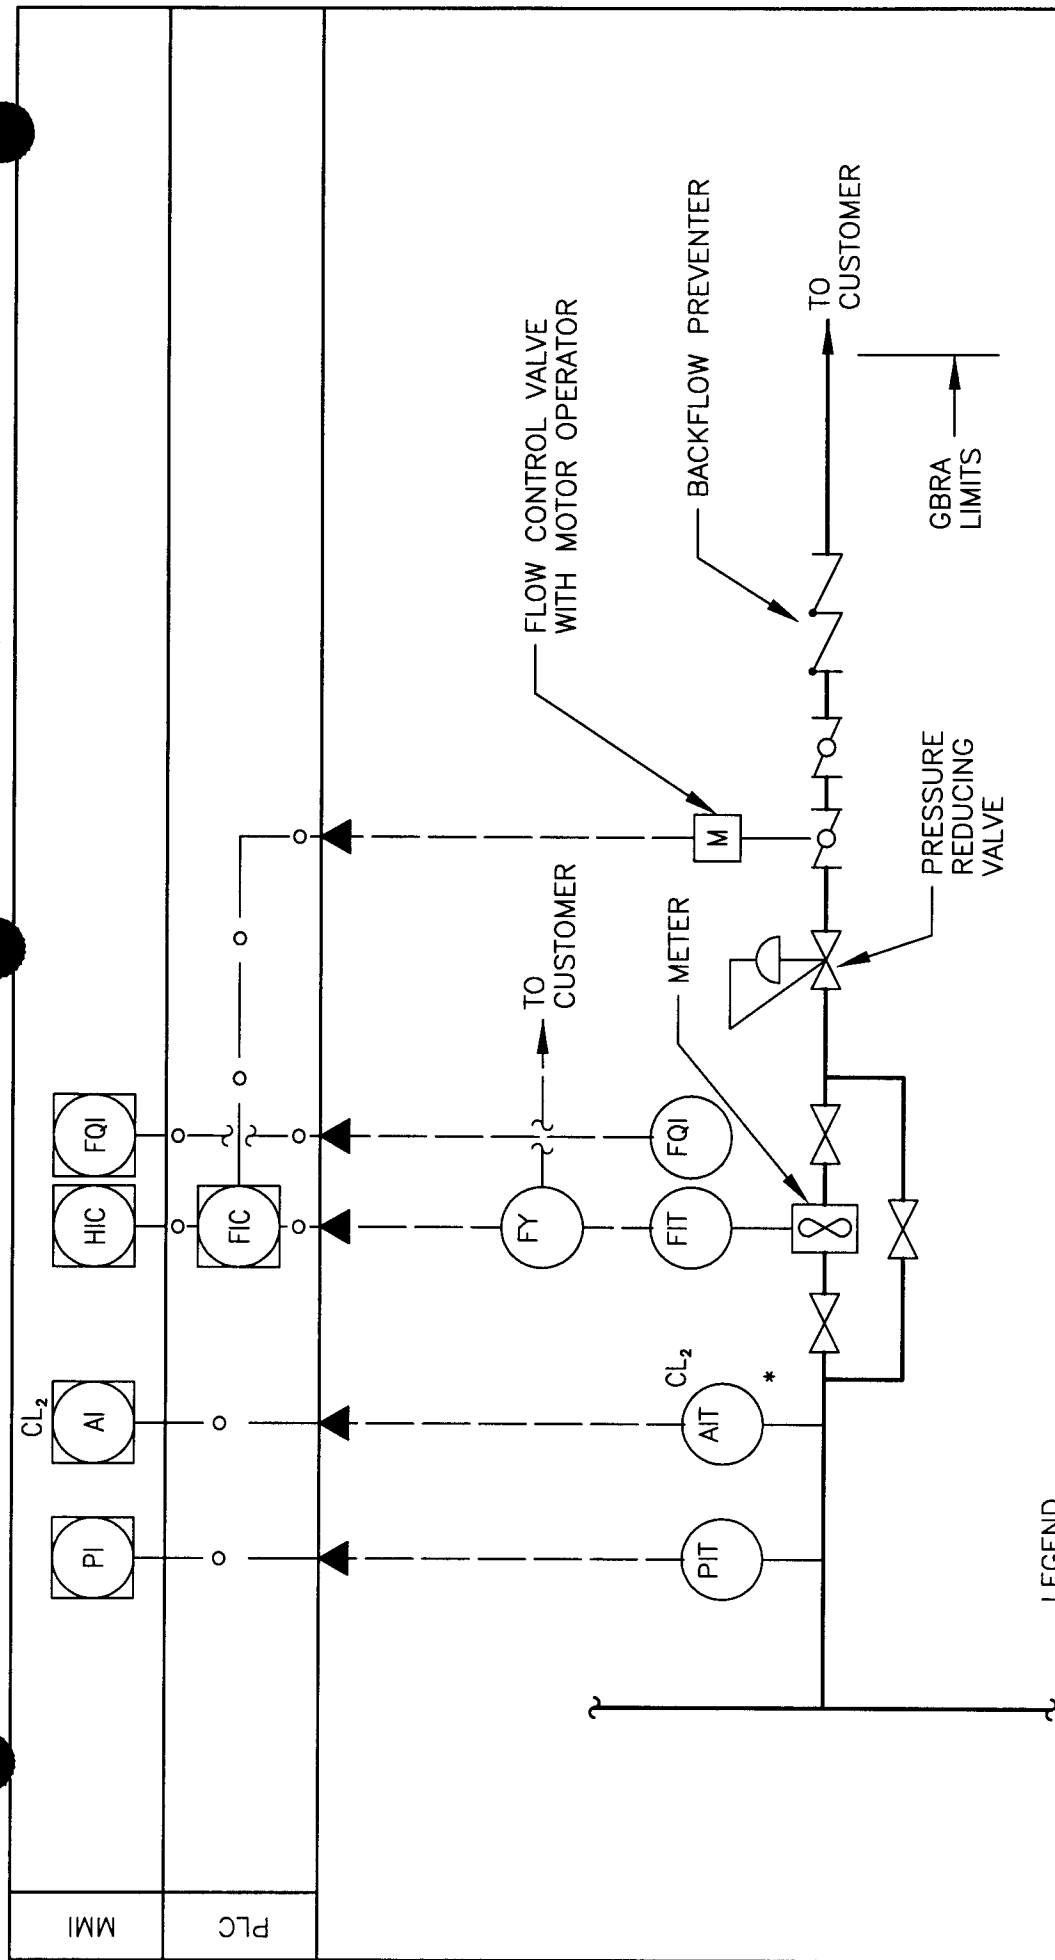 MMI
PLC
CL₂
PI
AI
HIC
FQI
FIC
FY
TO
CUSTOMER
FLOW CONTROL VALVE
WITH MOTOR OPERATOR
PIT
AIT
CL₂
*
FIT
FQI
METER
M
BACKFLOW PREVENTER
TO
CUSTOMER
PRESSURE
REDUCING
VALVE
GBRA
LIMITS
LEGEND